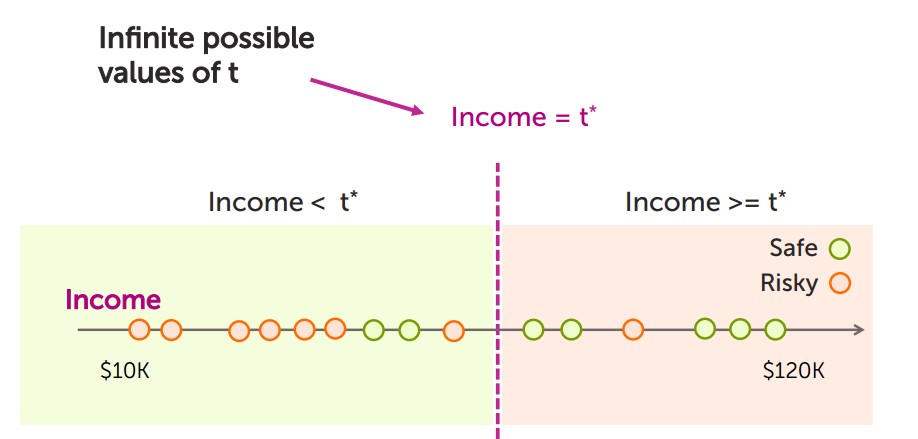 Infinite possible
values of t
Income = t*
Income < t*
Income >= t*
Safe
Risky
Income
$10K
$120K